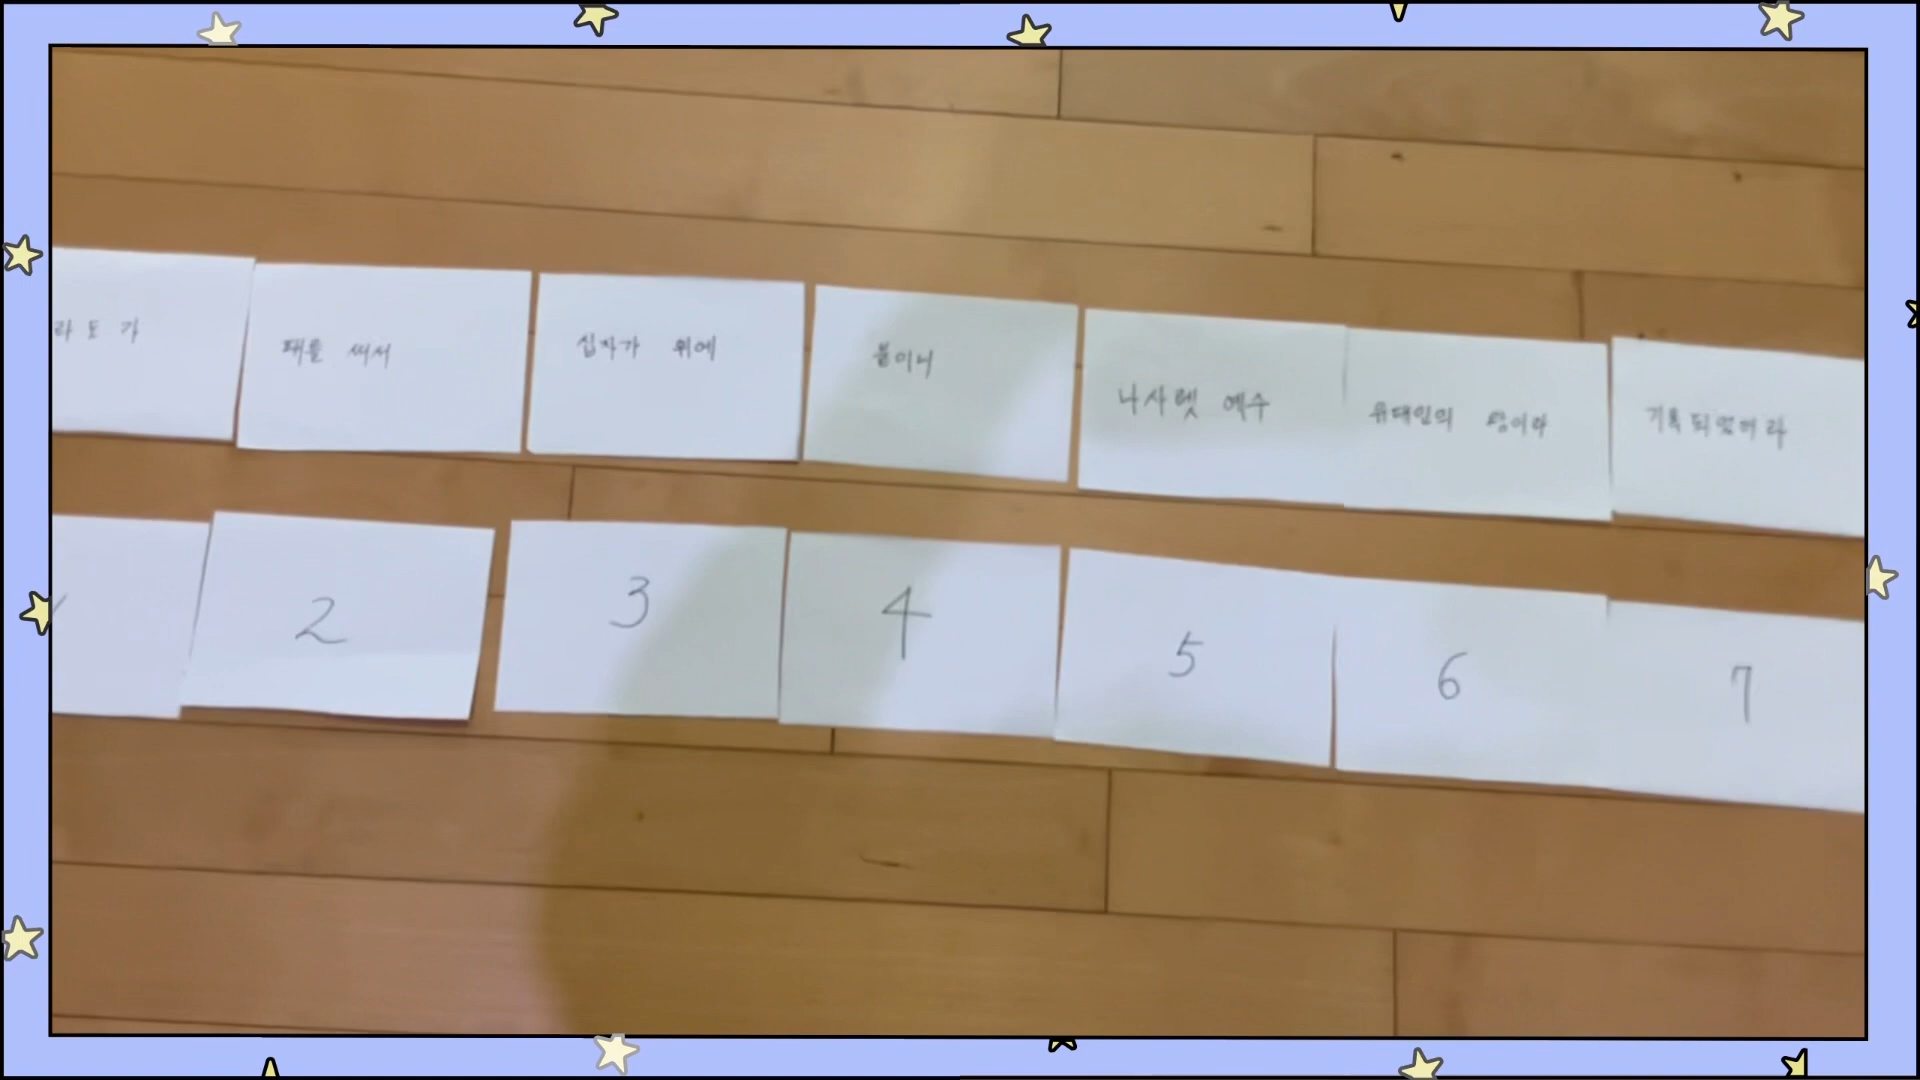 라도가
패를 써서
십자가 위에
붙이니
나사렛 예수
유대인의 왕이라
기록되었더라
2
3
4
5
6
7